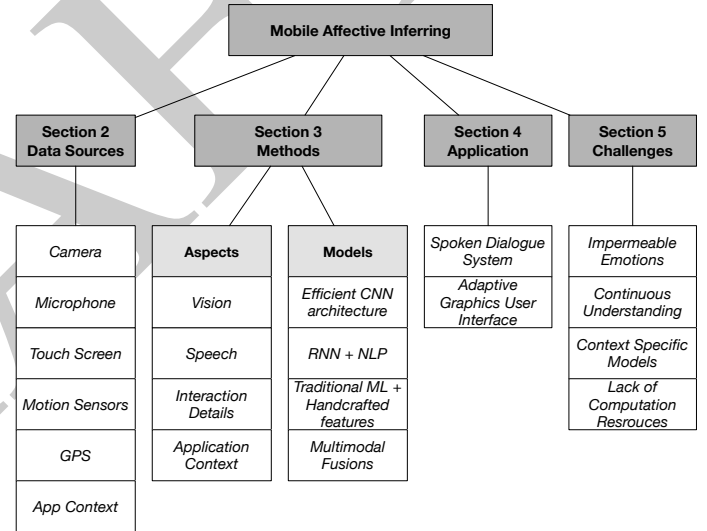 Mobile Affective Inferring
Section 2
Data Sources
Section 3
Methods
Section 4
Application
Section 5
Challenges
Camera
Microphone
Touch Screen
Motion Sensors
GPS
App Context
Aspects
Vision
Speech
Interaction
Details
Application
Context
Models
Efficient CNN
architecture
RNN + NLP
Traditional ML +
Handcrafted
features
Multimodal
Fusions
Spoken Dialogue
System
Adaptive
Graphics User
Interface
Impermeable
Emotions
Continuous
Understanding
Context Specific
Models
Lack of
Computation
Resrouces